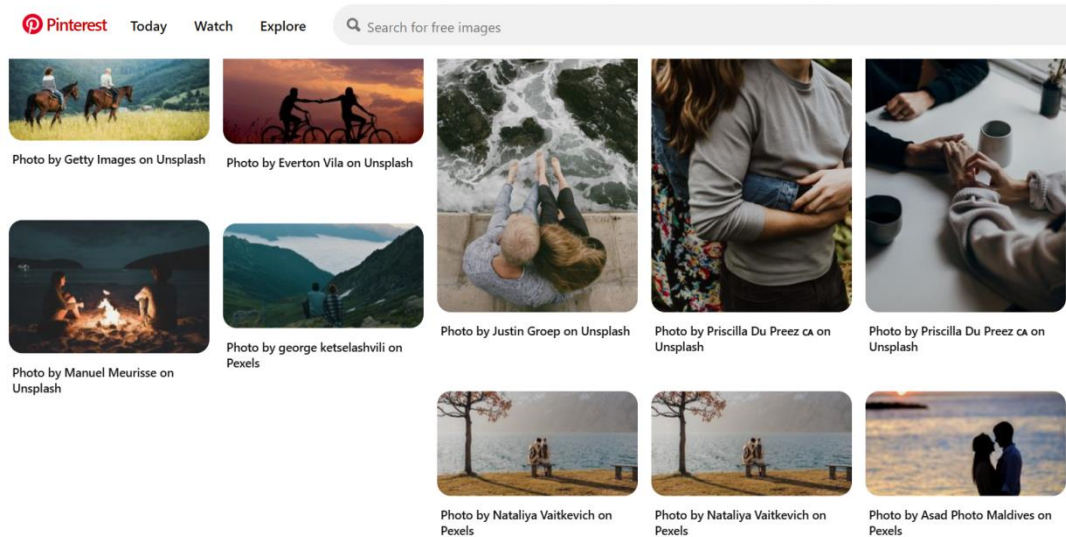 Pinterest Today Watch Explore Search for free images
Photo by Getty Images on Unsplash
Photo by Everton Vila on Unsplash
Photo by Justin Groep on Unsplash
Photo by Priscilla Du Preez CA on
Unsplash
Photo by Priscilla Du Preez CA on
Unsplash
Photo by Manuel Meurisse on
Unsplash
Photo by george ketselashvili on
Pexels
Photo by Nataliya Vaitkevich on
Pexels
Photo by Nataliya Vaitkevich on
Pexels
Photo by Asad Photo Maldives on
Pexels